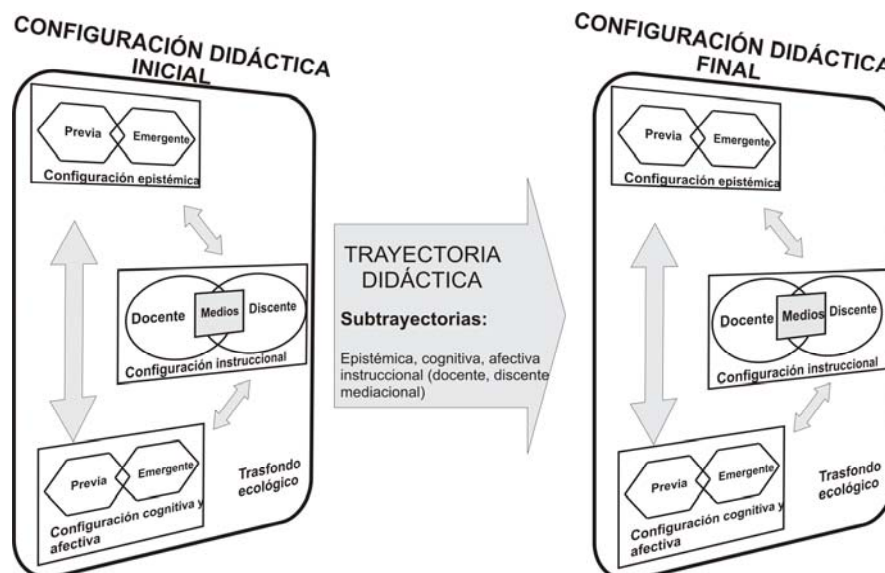 CONFIGURACIÓN DIDÁCTICA
INICIAL
Previa
Emergente
Configuración epistémica
Docente
Medios
Discente
Configuración instruccional
Previa
Emergente
Configuración cognitiva y
afectiva
Trasfondo
ecológico
TRAYECTORIA
DIDÁCTICA
Subtrayectorias:
Epistémica, cognitiva, afectiva
instruccional (docente, discente
mediacional)
CONFIGURACIÓN DIDÁCTICA
FINAL
Previa
Emergente
Configuración epistémica
Docente
Medios
Discente
Configuración instruccional
Previa
Emergente
Configuración cognitiva y
afectiva
Trasfondo
ecológico